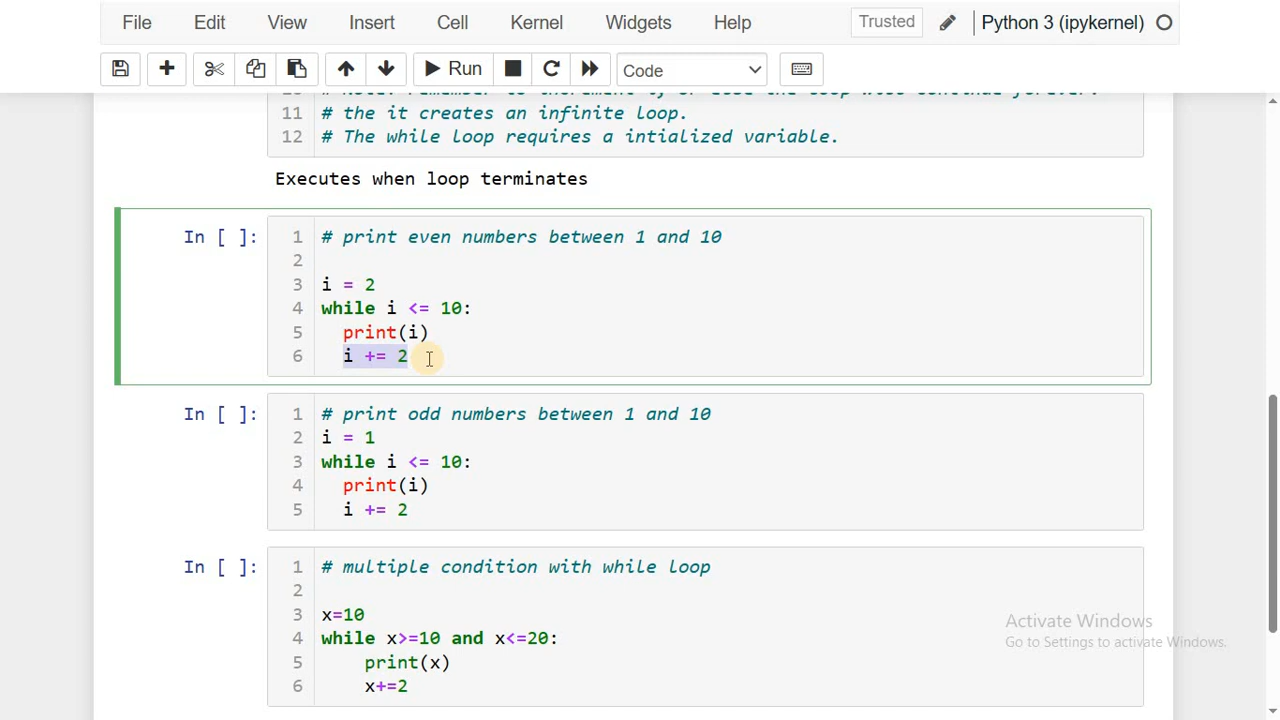 File Edit View Insert Cell Kernel Widgets Help Trusted Python 3 (ipykernel)
Run Code
11 # the it creates an infinite loop.
12 # The while loop requires a intialized variable.
Executes when loop terminates
In [ ]: 1 # print even numbers between 1 and 10
2
3 i = 2
4 while i <= 10:
5 print(i)
6 i += 2
In [ ]: 1 # print odd numbers between 1 and 10
2 i = 1
3 while i <= 10:
4 print(i)
5 i += 2
In [ ]: 1 # multiple condition with while loop
2
3 x=10
4 while x>=10 and x<=20:
5 print(x)
6 x+=2
Activate Windows
Go to Settings to activate Windows.